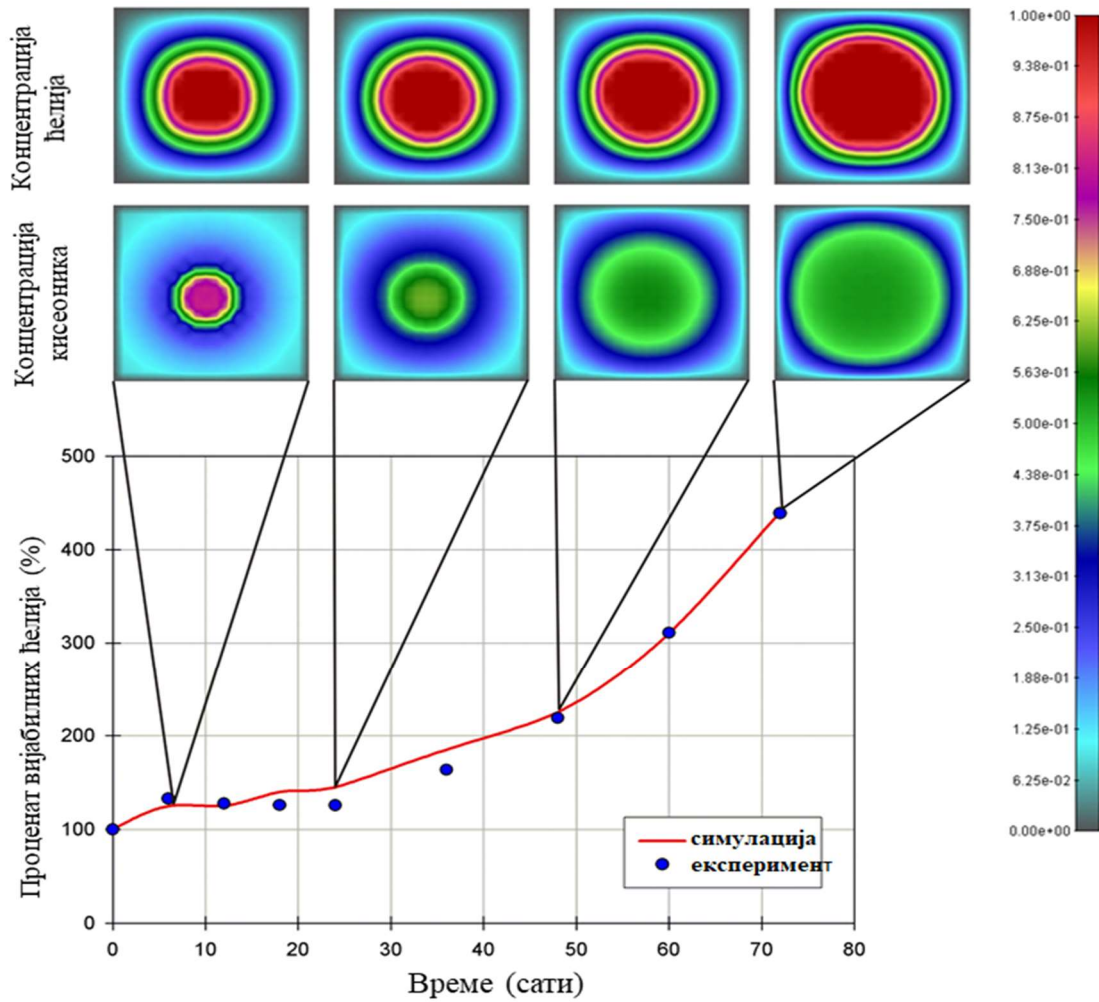 Концентрација
ћелија
Концентрација
кисеоника
1.00e+00
9.38e-01
8.75e-01
8.13e-01
7.50e-01
6.88e-01
6.25e-01
5.63e-01
5.00e-01
4.38e-01
3.75e-01
3.13e-01
2.50e-01
1.88e-01
1.25e-01
6.25e-02
0.00e+00
Проценат вијабилних ћелија (%)
500
400
300
200
100
0
симулација
експеримент
0 10 20 30 40 50 60 70 80
Време (сати)